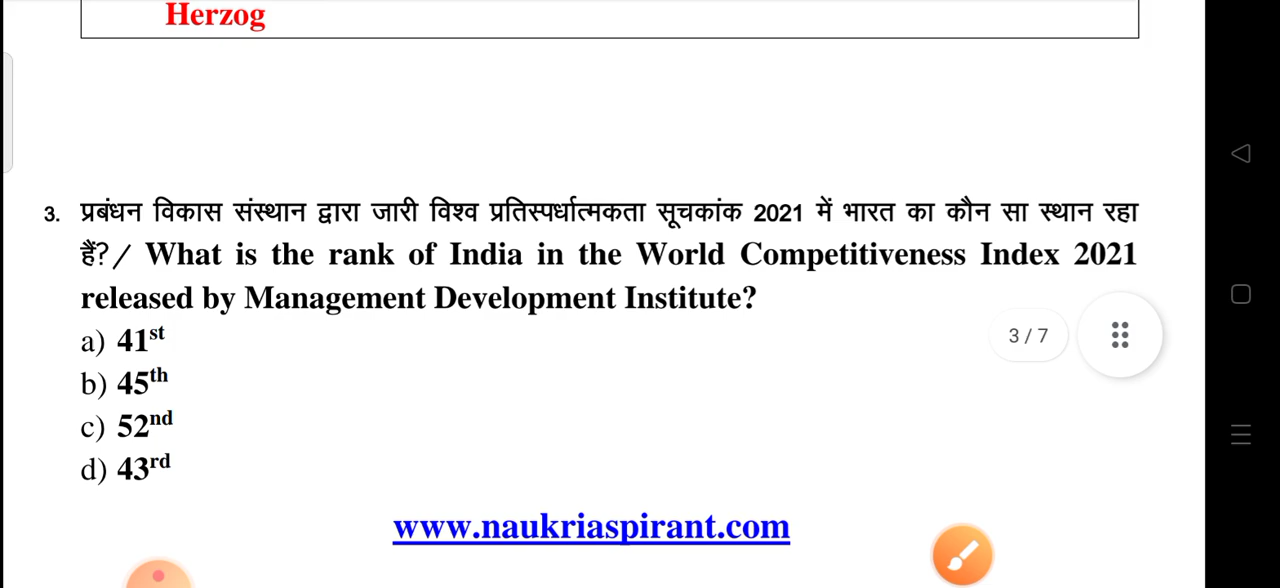 Herzog
3. प्रबंधन विकास संस्थान द्वारा जारी विश्व प्रतिस्पर्धात्मकता सूचकांक 2021 में भारत का कौन सा स्थान रहा
हैं?/ What is the rank of India in the World Competitiveness Index 2021
released by Management Development Institute?
a) 41st
3 / 7
b) 45th
c) 52nd
d) 43rd
www.naukriaspirant.com